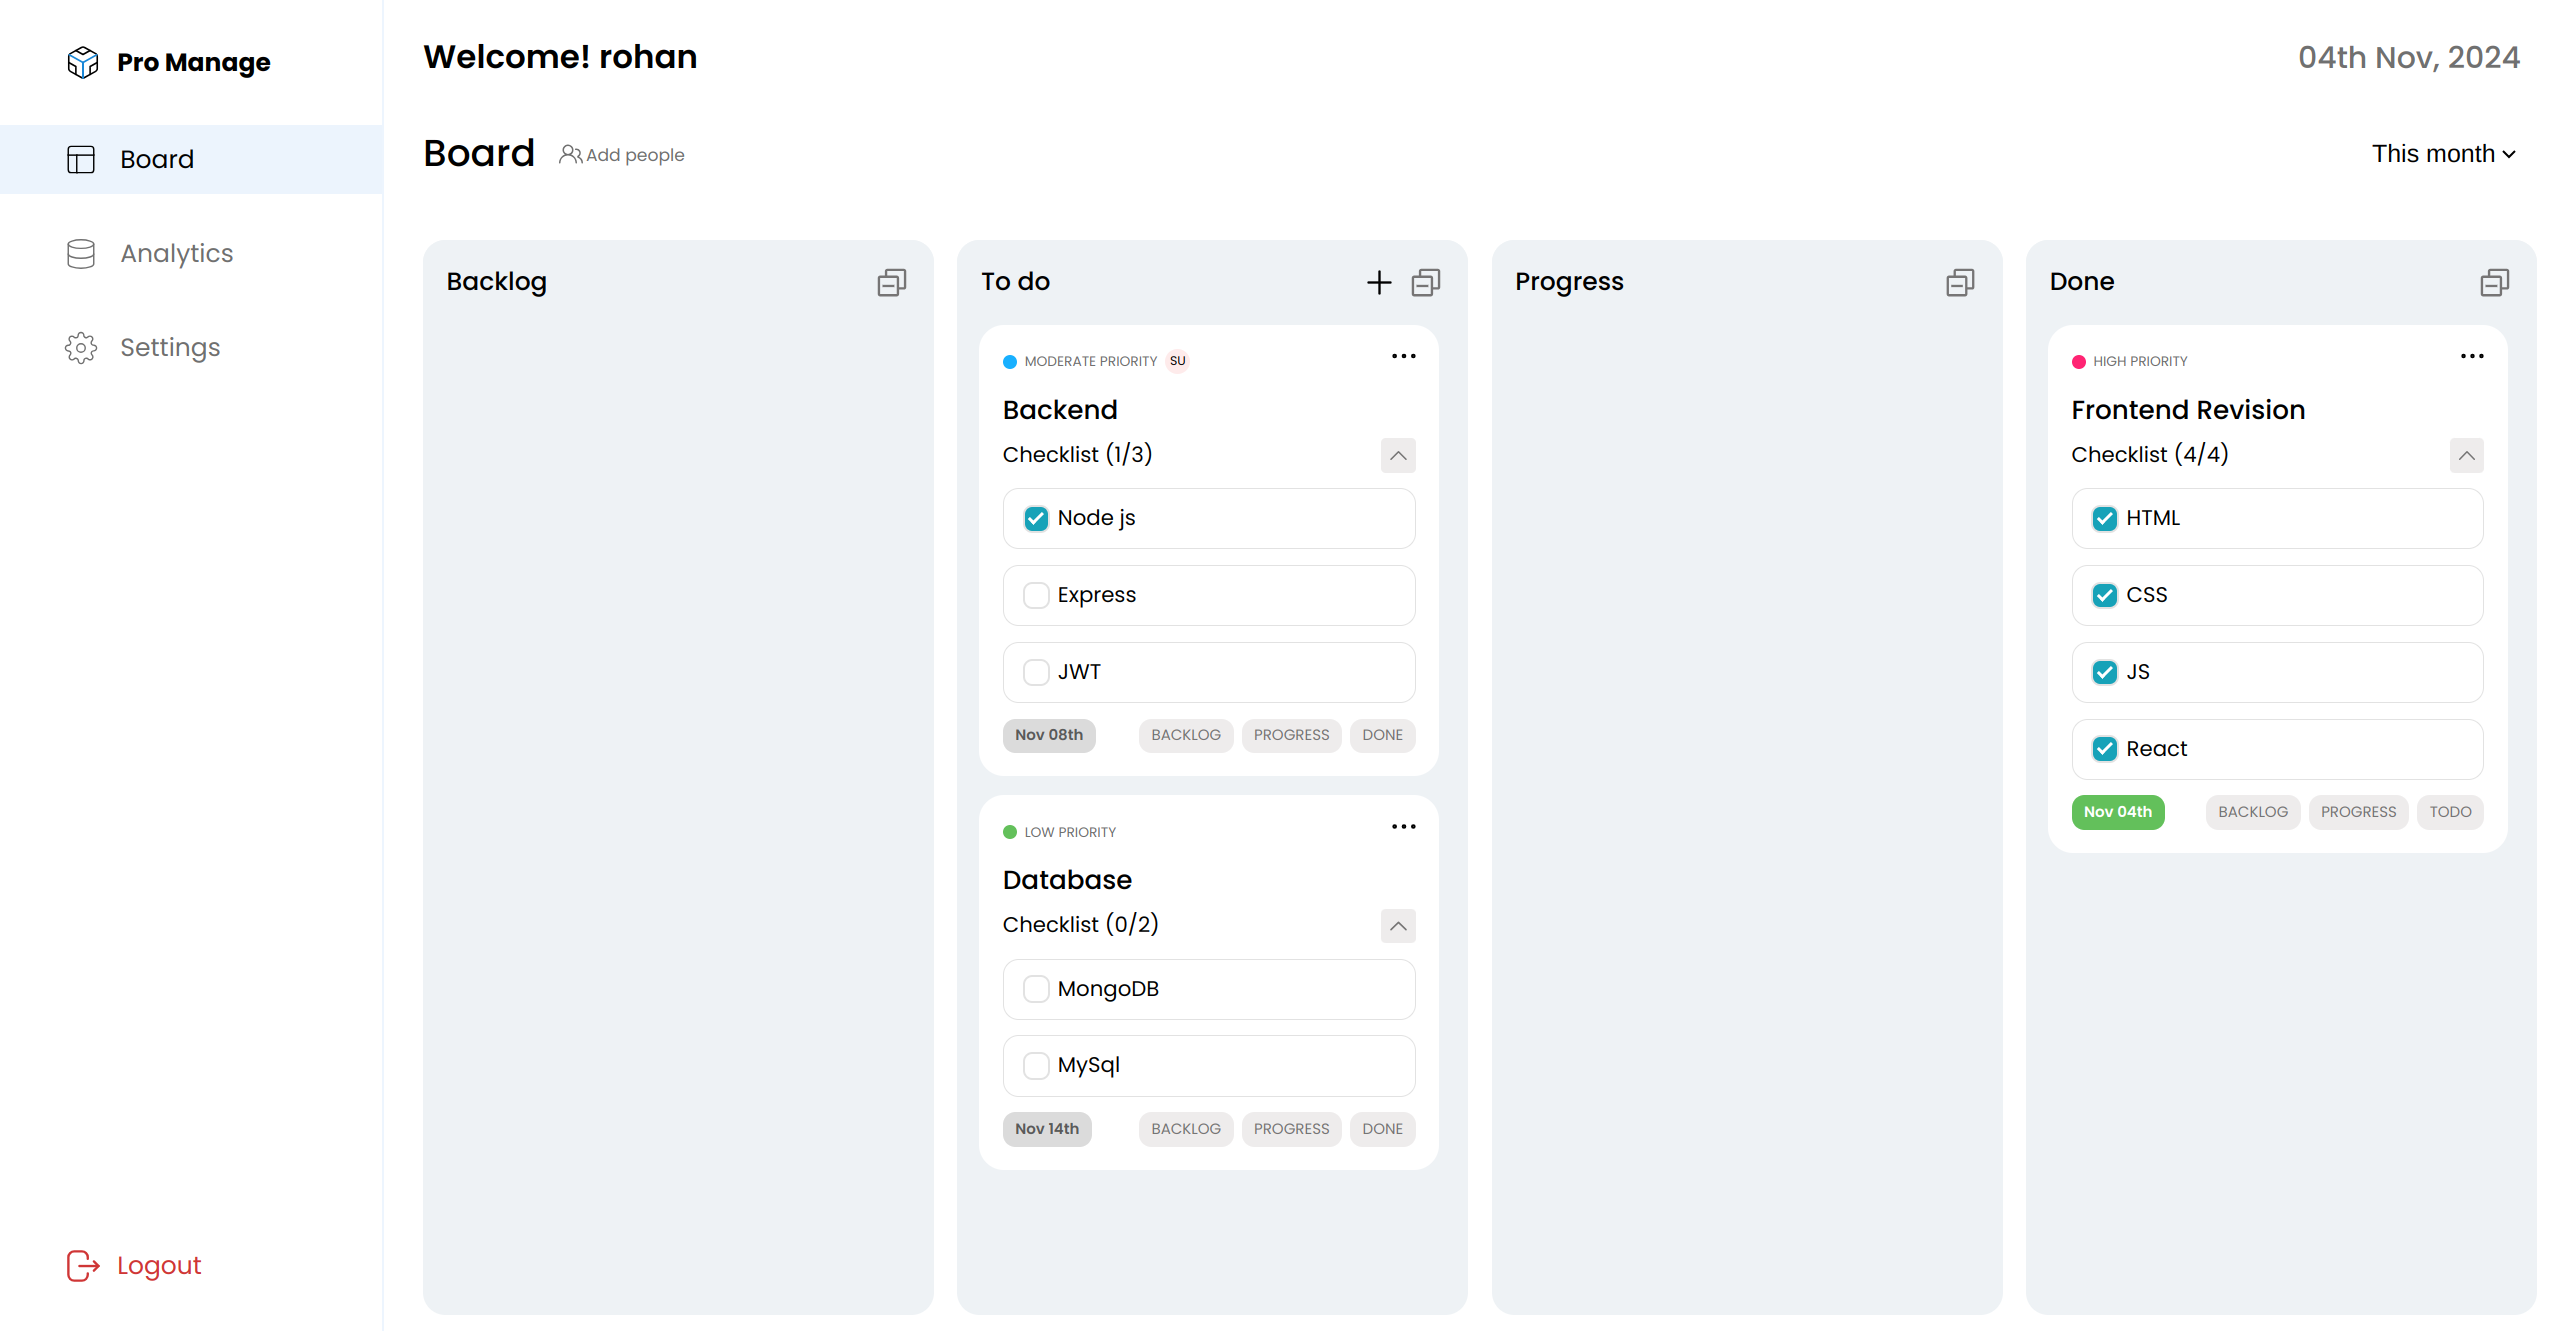 Pro Manage
Board
Analytics
Settings
Logout
Welcome! rohan
04th Nov, 2024
Board
Add people
This month
Backlog
To do
MODERATE PRIORITY SU
Backend
Checklist (1/3)
Node js
Express
JWT
Nov 08th BACKLOG PROGRESS DONE
LOW PRIORITY
Database
Checklist (0/2)
MongoDB
MySql
Nov 14th BACKLOG PROGRESS DONE
Progress
Done
HIGH PRIORITY
Frontend Revision
Checklist (4/4)
HTML
CSS
JS
React
Nov 04th BACKLOG PROGRESS TODO